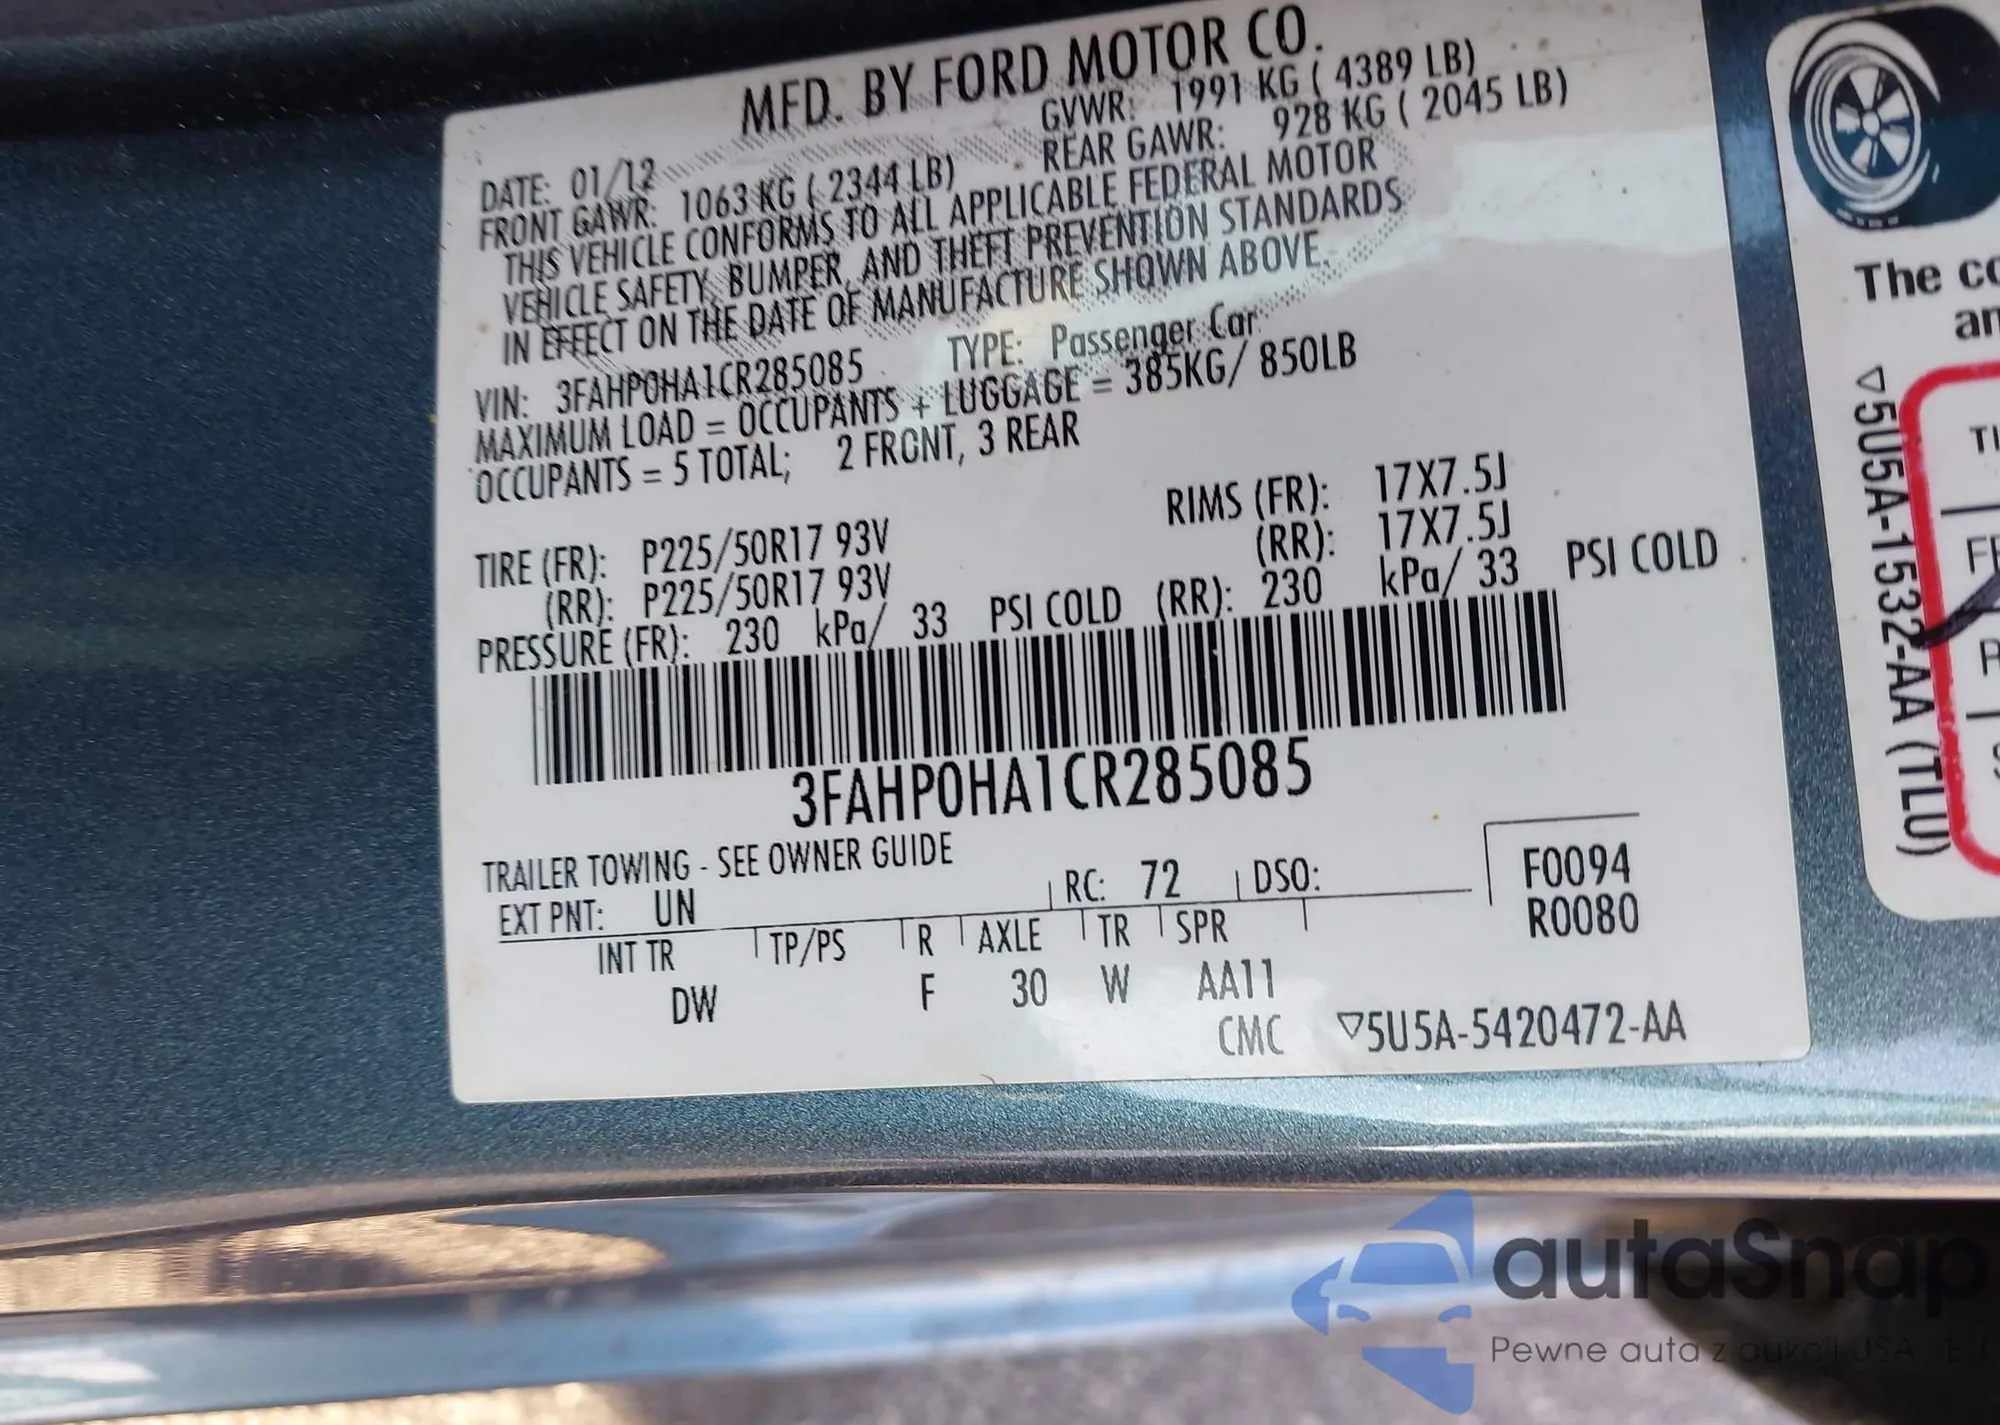 MFD. BY FORD MOTOR CO.
DATE: 01/12 GVWR: 1991 KG ( 4389 LB)
FRONT GAWR: 1063 KG ( 2344 LB) REAR GAWR: 928 KG ( 2045 LB)
THIS VEHICLE CONFORMS TO ALL APPLICABLE FEDERAL MOTOR
VEHICLE SAFETY, BUMPER, AND THEFT PREVENTION STANDARDS
IN EFFECT ON THE DATE OF MANUFACTURE SHOWN ABOVE.
VIN: 3FAHP0HA1CR285085 TYPE: Passenger Car
MAXIMUM LOAD = OCCUPANTS + LUGGAGE = 385KG/ 850LB
OCCUPANTS = 5 TOTAL; 2 FRONT, 3 REAR
TIRE (FR): P225/50R17 93V RIMS (FR): 17X7.5J
(RR): P225/50R17 93V (RR): 17X7.5J
PRESSURE (FR): 230 kPa/ 33 PSI COLD (RR): 230 kPa/ 33 PSI COLD
3FAHP0HA1CR285085
TRAILER TOWING - SEE OWNER GUIDE
EXT PNT: UN RC: 72 DSO: F0094
R0080
INT TR TP/PS R AXLE TR SPR
DW F 30 W AA11
CMC ▽5U5A-5420472-AA
The
▽5U5A-1532-AA (TLU)
autaSnap
Pewne auta z aukcji USA